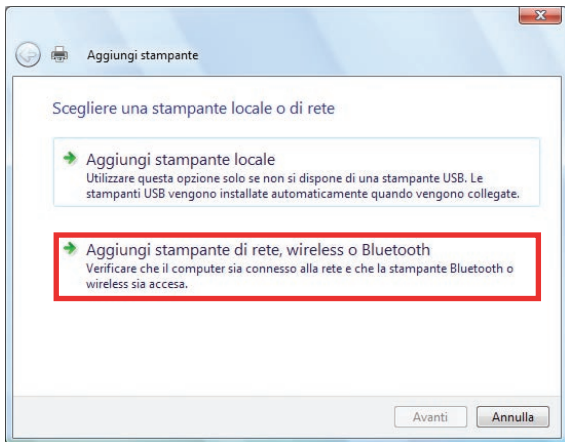 Aggiungi stampante
Scegliere una stampante locale o di rete
Aggiungi stampante locale
Utilizzare questa opzione solo se non si dispone di una stampante USB. Le
stampanti USB vengono installate automaticamente quando vengono collegate.
Aggiungi stampante di rete, wireless o Bluetooth
Verificare che il computer sia connesso alla rete e che la stampante Bluetooth o
wireless sia accesa.
Avanti
Annulla